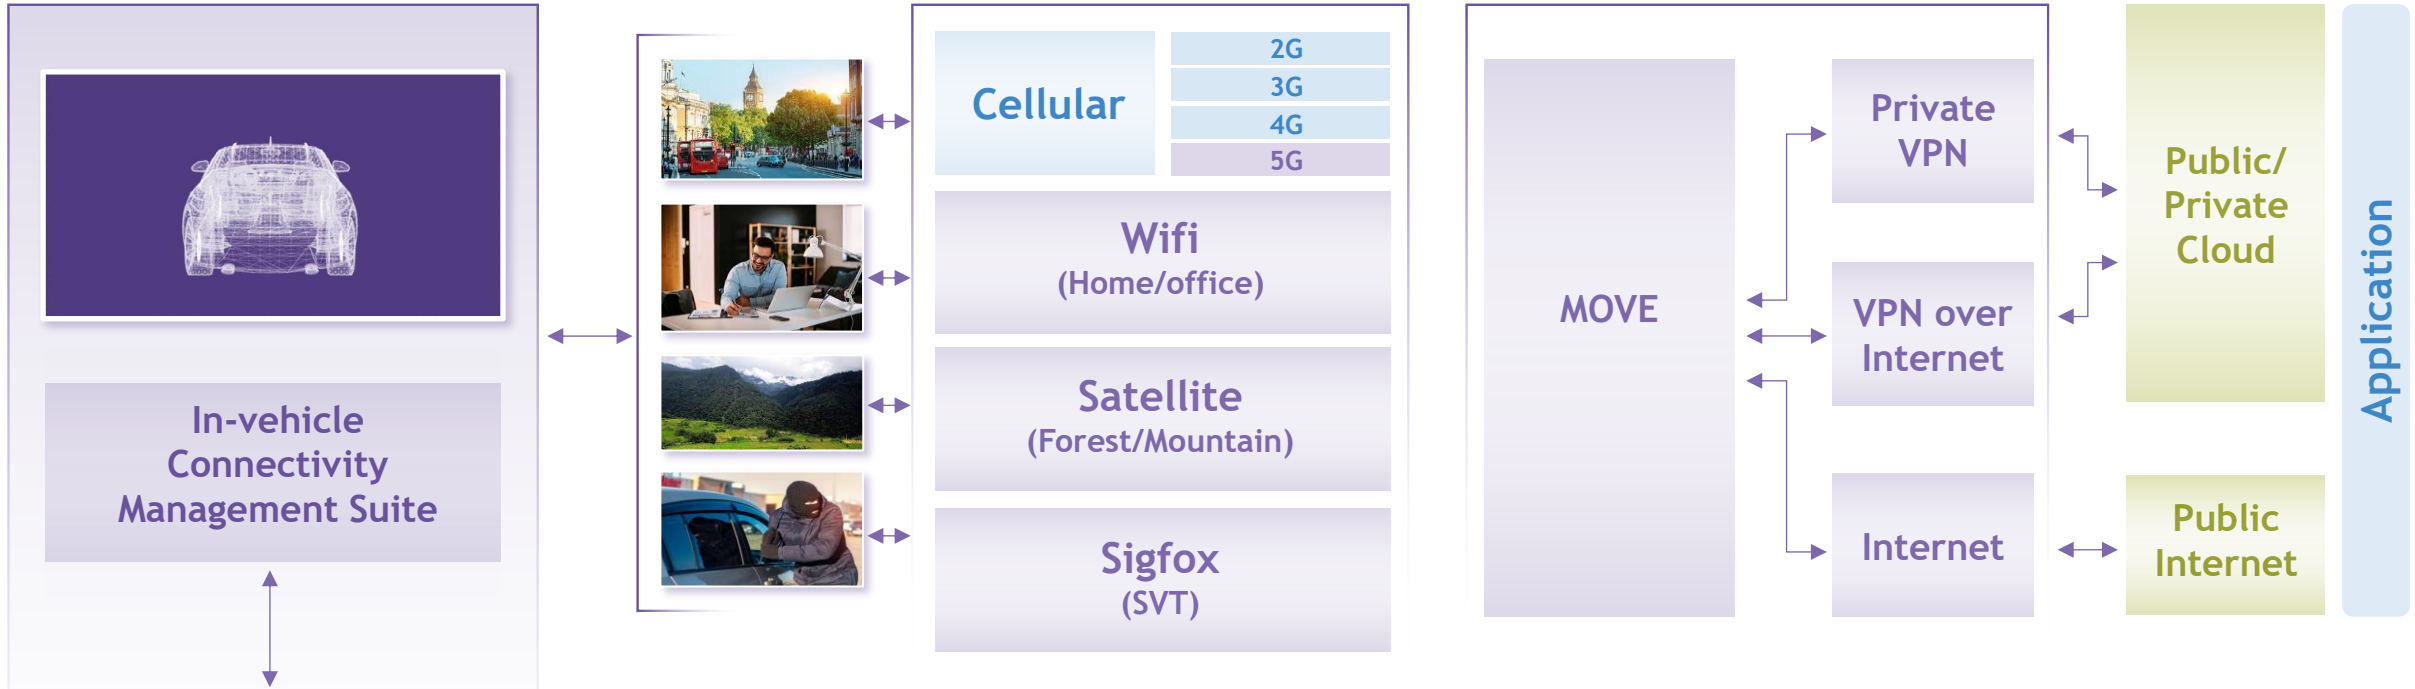 In-vehicle
Connectivity
Management Suite
Cellular
2G
3G
4G
5G
Wifi
(Home/office)
Satellite
(Forest/Mountain)
Sigfox
(SVT)
MOVE
Private
VPN
VPN over
Internet
Internet
Public/
Private
Cloud
Public
Internet
Application